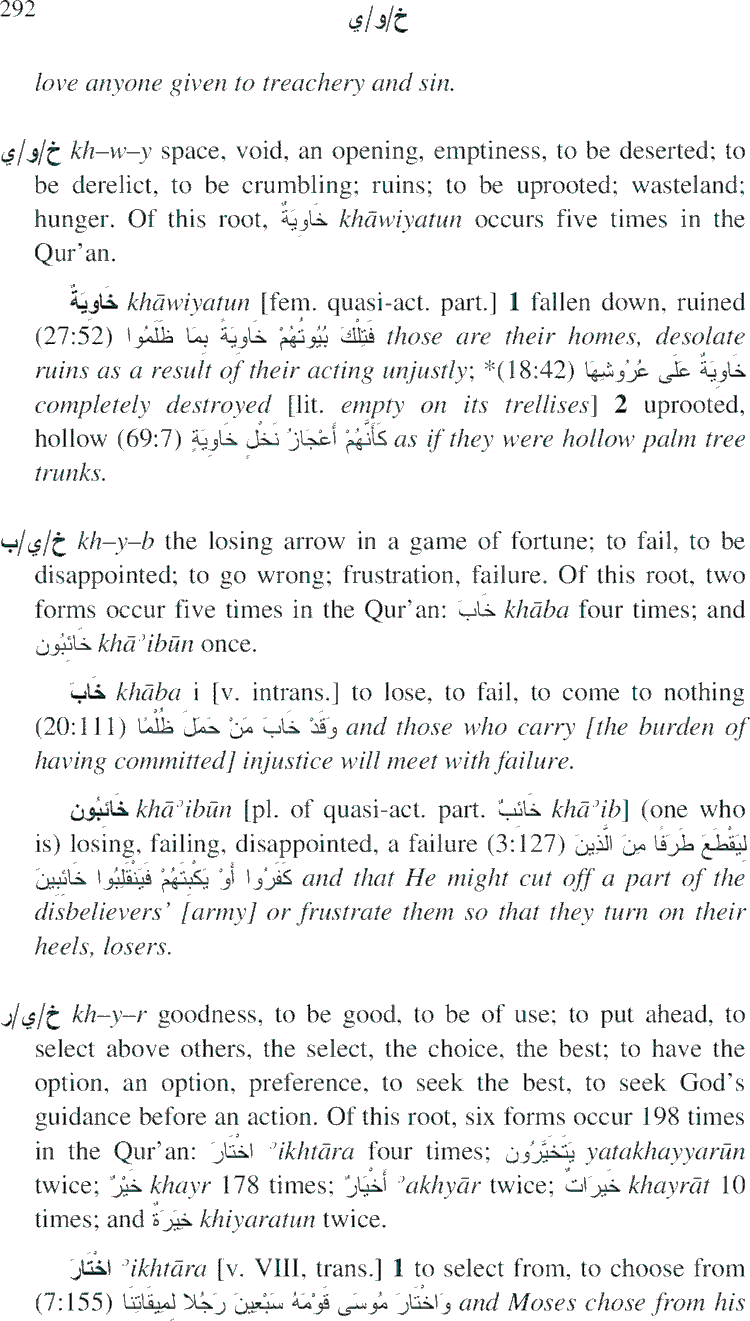 292
خ/و/ي
love anyone given to treachery and sin.
خ/و/ي kh–w–y space, void, an opening, emptiness, to be deserted; to
be derelict, to be crumbling; ruins; to be uprooted; wasteland;
hunger. Of this root, خَاوِيَةٌ khāwiyatun occurs five times in the
Qur’an.
خَاوِيَةٌ khāwiyatun [fem. quasi-act. part.] 1 fallen down, ruined
(27:52) فَتِلْكَ بُيُوتُهُمْ خَاوِيَةً بِمَا ظَلَمُوا those are their homes, desolate
ruins as a result of their acting unjustly; *(18:42) خَاوِيَةٌ عَلَى عُرُوشِهَا
completely destroyed [lit. empty on its trellises] 2 uprooted,
hollow (69:7) كَأَنَّهُمْ أَعْجَازُ نَخْلٍ خَاوِيَةٍ as if they were hollow palm tree
trunks.
خ/ي/ب kh–y–b the losing arrow in a game of fortune; to fail, to be
disappointed; to go wrong; frustration, failure. Of this root, two
forms occur five times in the Qur’an: خَابَ khāba four times; and
خَائِبُون khāʾibūn once.
خَابَ khāba i [v. intrans.] to lose, to fail, to come to nothing
(20:111) وَقَدْ خَابَ مَنْ حَمَلَ ظُلْمًا and those who carry [the burden of
having committed] injustice will meet with failure.
خَائِبُون khāʾibūn [pl. of quasi-act. part. خَائِبٌ khāʾib] (one who
is) losing, failing, disappointed, a failure (3:127) لِيَقْطَعَ طَرَفًا مِنَ الَّذِينَ
كَفَرُوا أَوْ يَكْبِتَهُمْ فَيَنْقَلِبُوا خَائِبِينَ and that He might cut off a part of the
disbelievers’ [army] or frustrate them so that they turn on their
heels, losers.
خ/ي/ر kh–y–r goodness, to be good, to be of use; to put ahead, to
select above others, the select, the choice, the best; to have the
option, an option, preference, to seek the best, to seek God’s
guidance before an action. Of this root, six forms occur 198 times
in the Qur’an: اخْتَارَ ʾikhtāra four times; يَتَخَيَّرُون yatakhayyarūn
twice; خَيْرٌ khayr 178 times; أَخْيَارٌ ʾakhyār twice; خَيرَاتٌ khayrāt 10
times; and خِيَرَةٌ khiyaratun twice.
اخْتَارَ ʾikhtāra [v. VIII, trans.] 1 to select from, to choose from
(7:155) وَاخْتَارَ مُوسَى قَوْمَهُ سَبْعِينَ رَجُلًا لِمِيقَاتِنَا and Moses chose from his